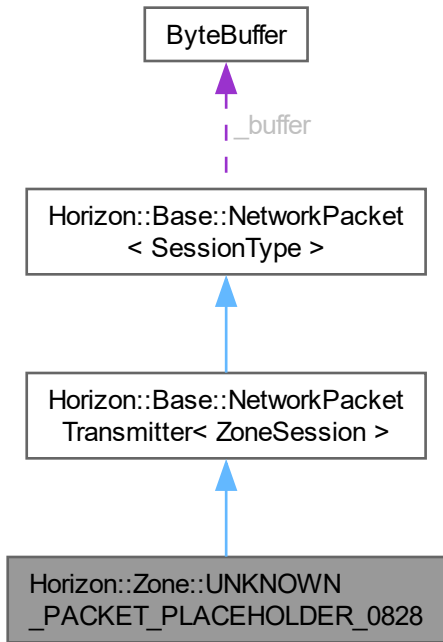 ByteBuffer
_buffer
Horizon::Base::NetworkPacket
< SessionType >
Horizon::Base::NetworkPacket
Transmitter< ZoneSession >
Horizon::Zone::UNKNOWN
_PACKET_PLACEHOLDER_0828